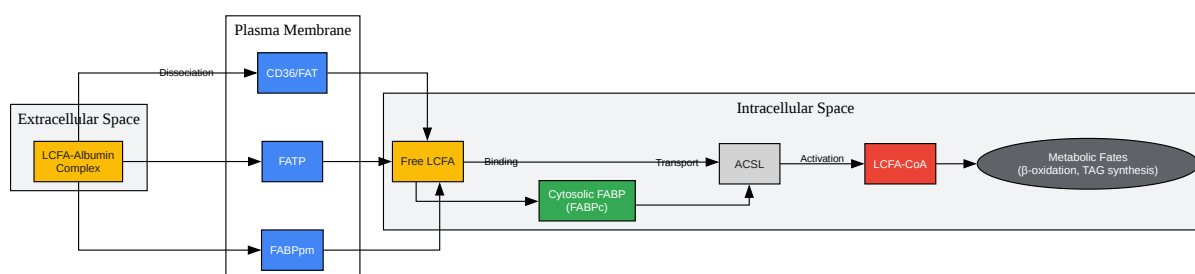 Plasma Membrane
CD36/FAT
Dissociation
Extracellular Space
Intracellular Space
LCFA-Albumin
Complex
FATP
Free LCFA
Binding
Transport
ACSL
Activation
LCFA-CoA
Metabolic Fates
(β-oxidation, TAG synthesis)
Cytosolic FABP
(FABPc)
FABPpm